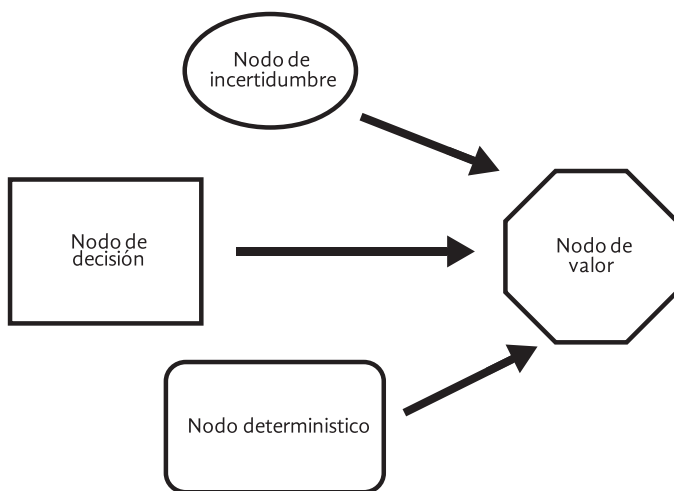 Nodo de
incertidumbre
Nodo de
decisión
Nodo de
valor
Nodo deterministico